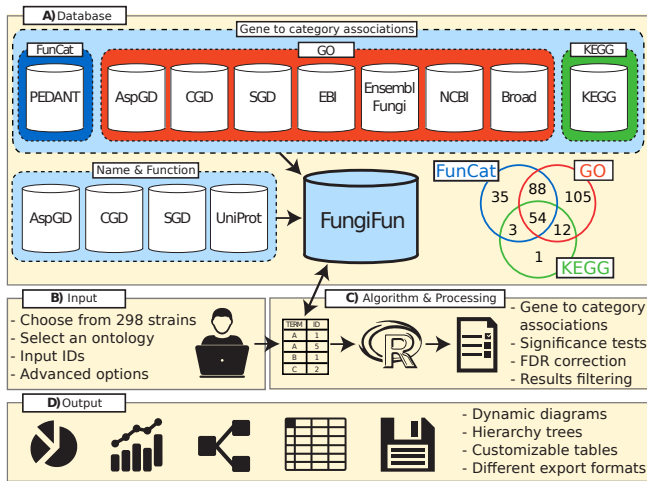 A) Database
Gene to category associations
FunCat
GO
KEGG
PEDANT
AspGD
CGD
SGD
EBI
Ensembl
Fungi
NCBI
Broad
KEGG
Name & Function
AspGD
CGD
SGD
UniProt
FungiFun
FunCat
GO
35
88
105
54
3
12
1
KEGG
B) Input
- Choose from 298 strains
- Select an ontology
- Input IDs
- Advanced options
C) Algorithm & Processing
TERM ID
A 1
A 5
B 1
C 2
R
- Gene to category
associations
- Significance tests
- FDR correction
- Results filtering
D) Output
- Dynamic diagrams
- Hierarchy trees
- Customizable tables
- Different export formats